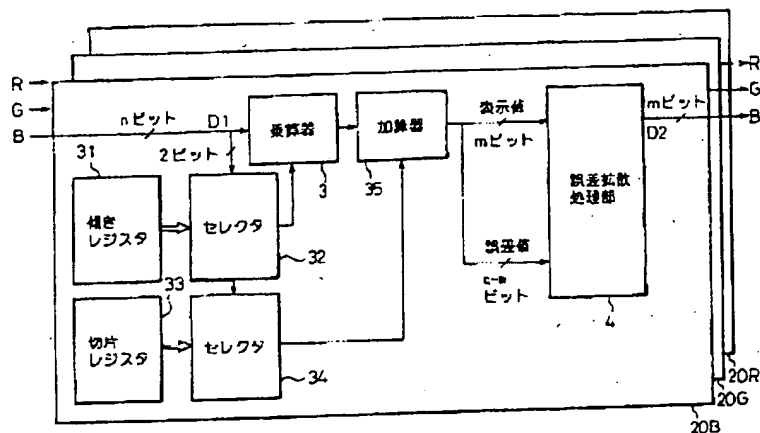 R
G
B
nビット
D1
2ビット
乗算器
3
加算器
35
表示値
mビット
誤差拡散
処理部
4
mビット
D2
R
G
B
31
傾き
レジスタ
セレクタ
32
誤差値
ビット
33
切片
レジスタ
セレクタ
34
20R
20G
20B